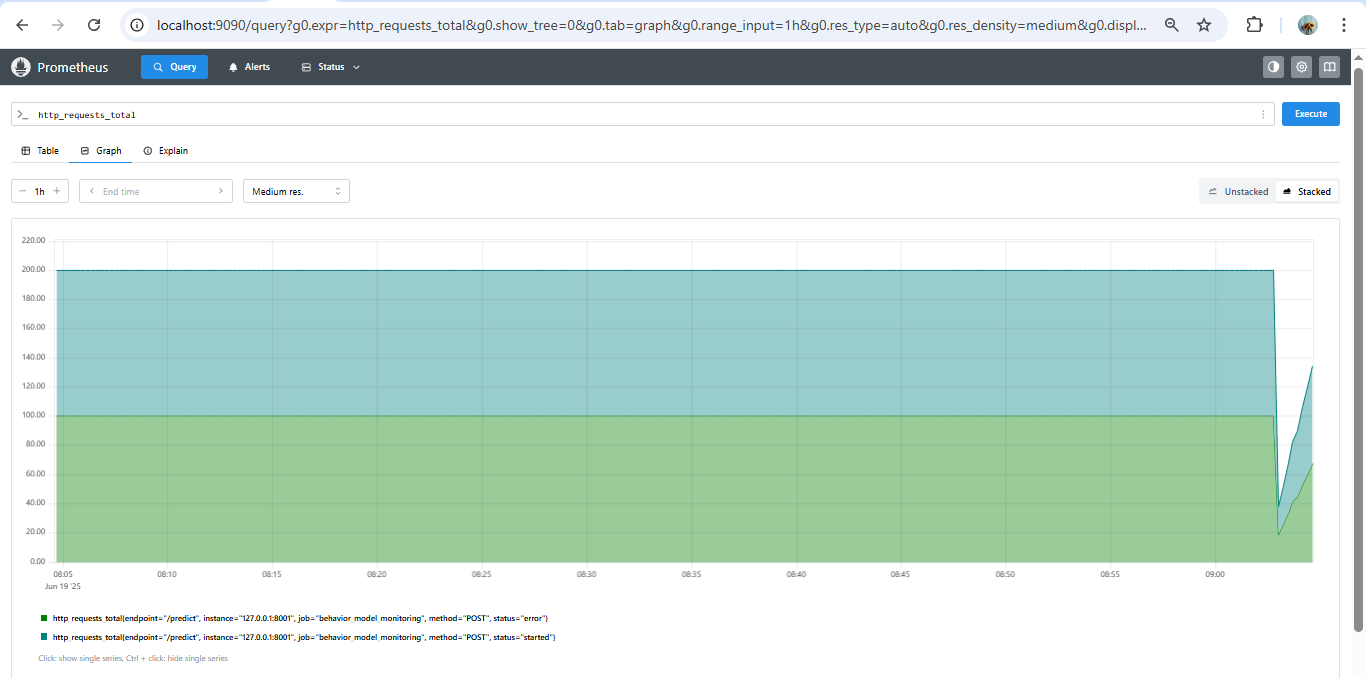 localhost:9090/query?g0.expr=http_requests_total&g0.show_tree=0&g0.tab=graph&g0.range_input=1h&g0.res_type=auto&g0.res_density=medium&g0.displ...
Prometheus Query Alerts Status
>_ http_requests_total Execute
Table Graph Explain
− 1h + < End time > Medium res. Unstacked Stacked
220.00
200.00
180.00
160.00
140.00
120.00
100.00
80.00
60.00
40.00
20.00
0.00
08:05 08:10 08:15 08:20 08:25 08:30 08:35 08:40 08:45 08:50 08:55 09:00
Jun 19 '25
http_requests_total{endpoint="/predict", instance="127.0.0.1:8001", job="behavior_model_monitoring", method="POST", status="error"}
http_requests_total{endpoint="/predict", instance="127.0.0.1:8001", job="behavior_model_monitoring", method="POST", status="started"}
Click: show single series, Ctrl + click: hide single series